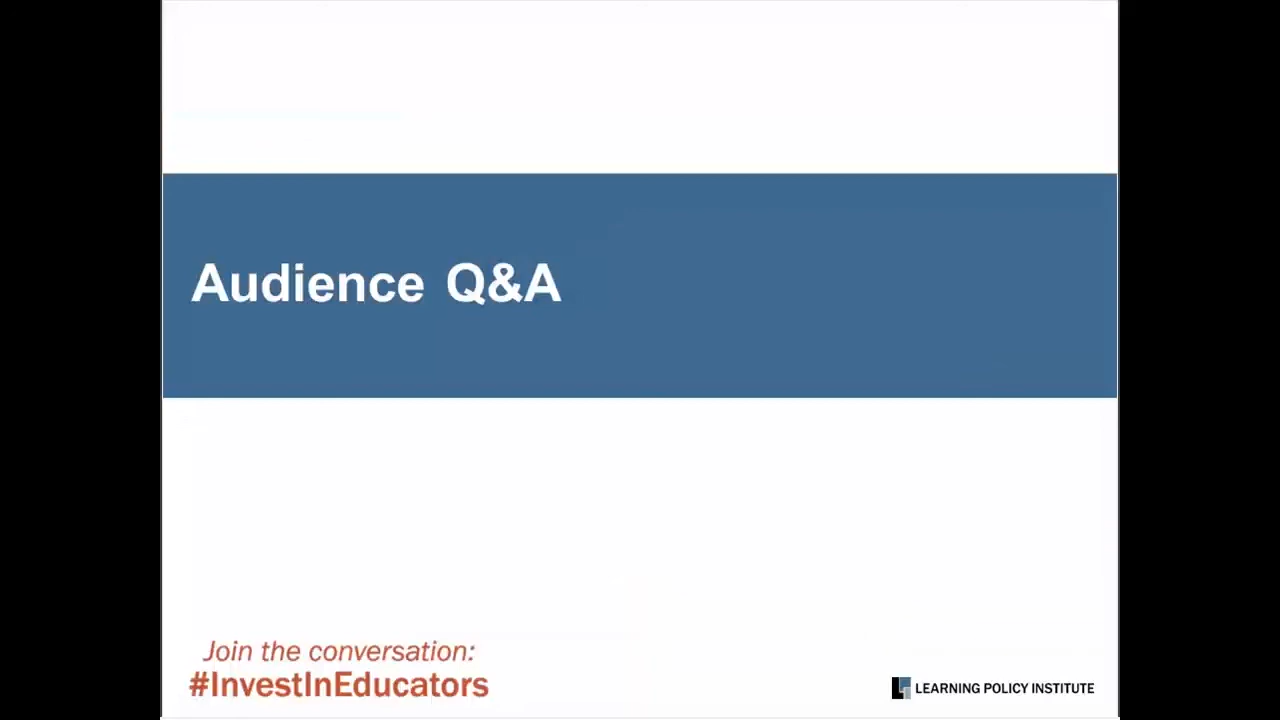 Audience Q&A
Join the conversation:
#InvestInEducators
LEARNING POLICY INSTITUTE